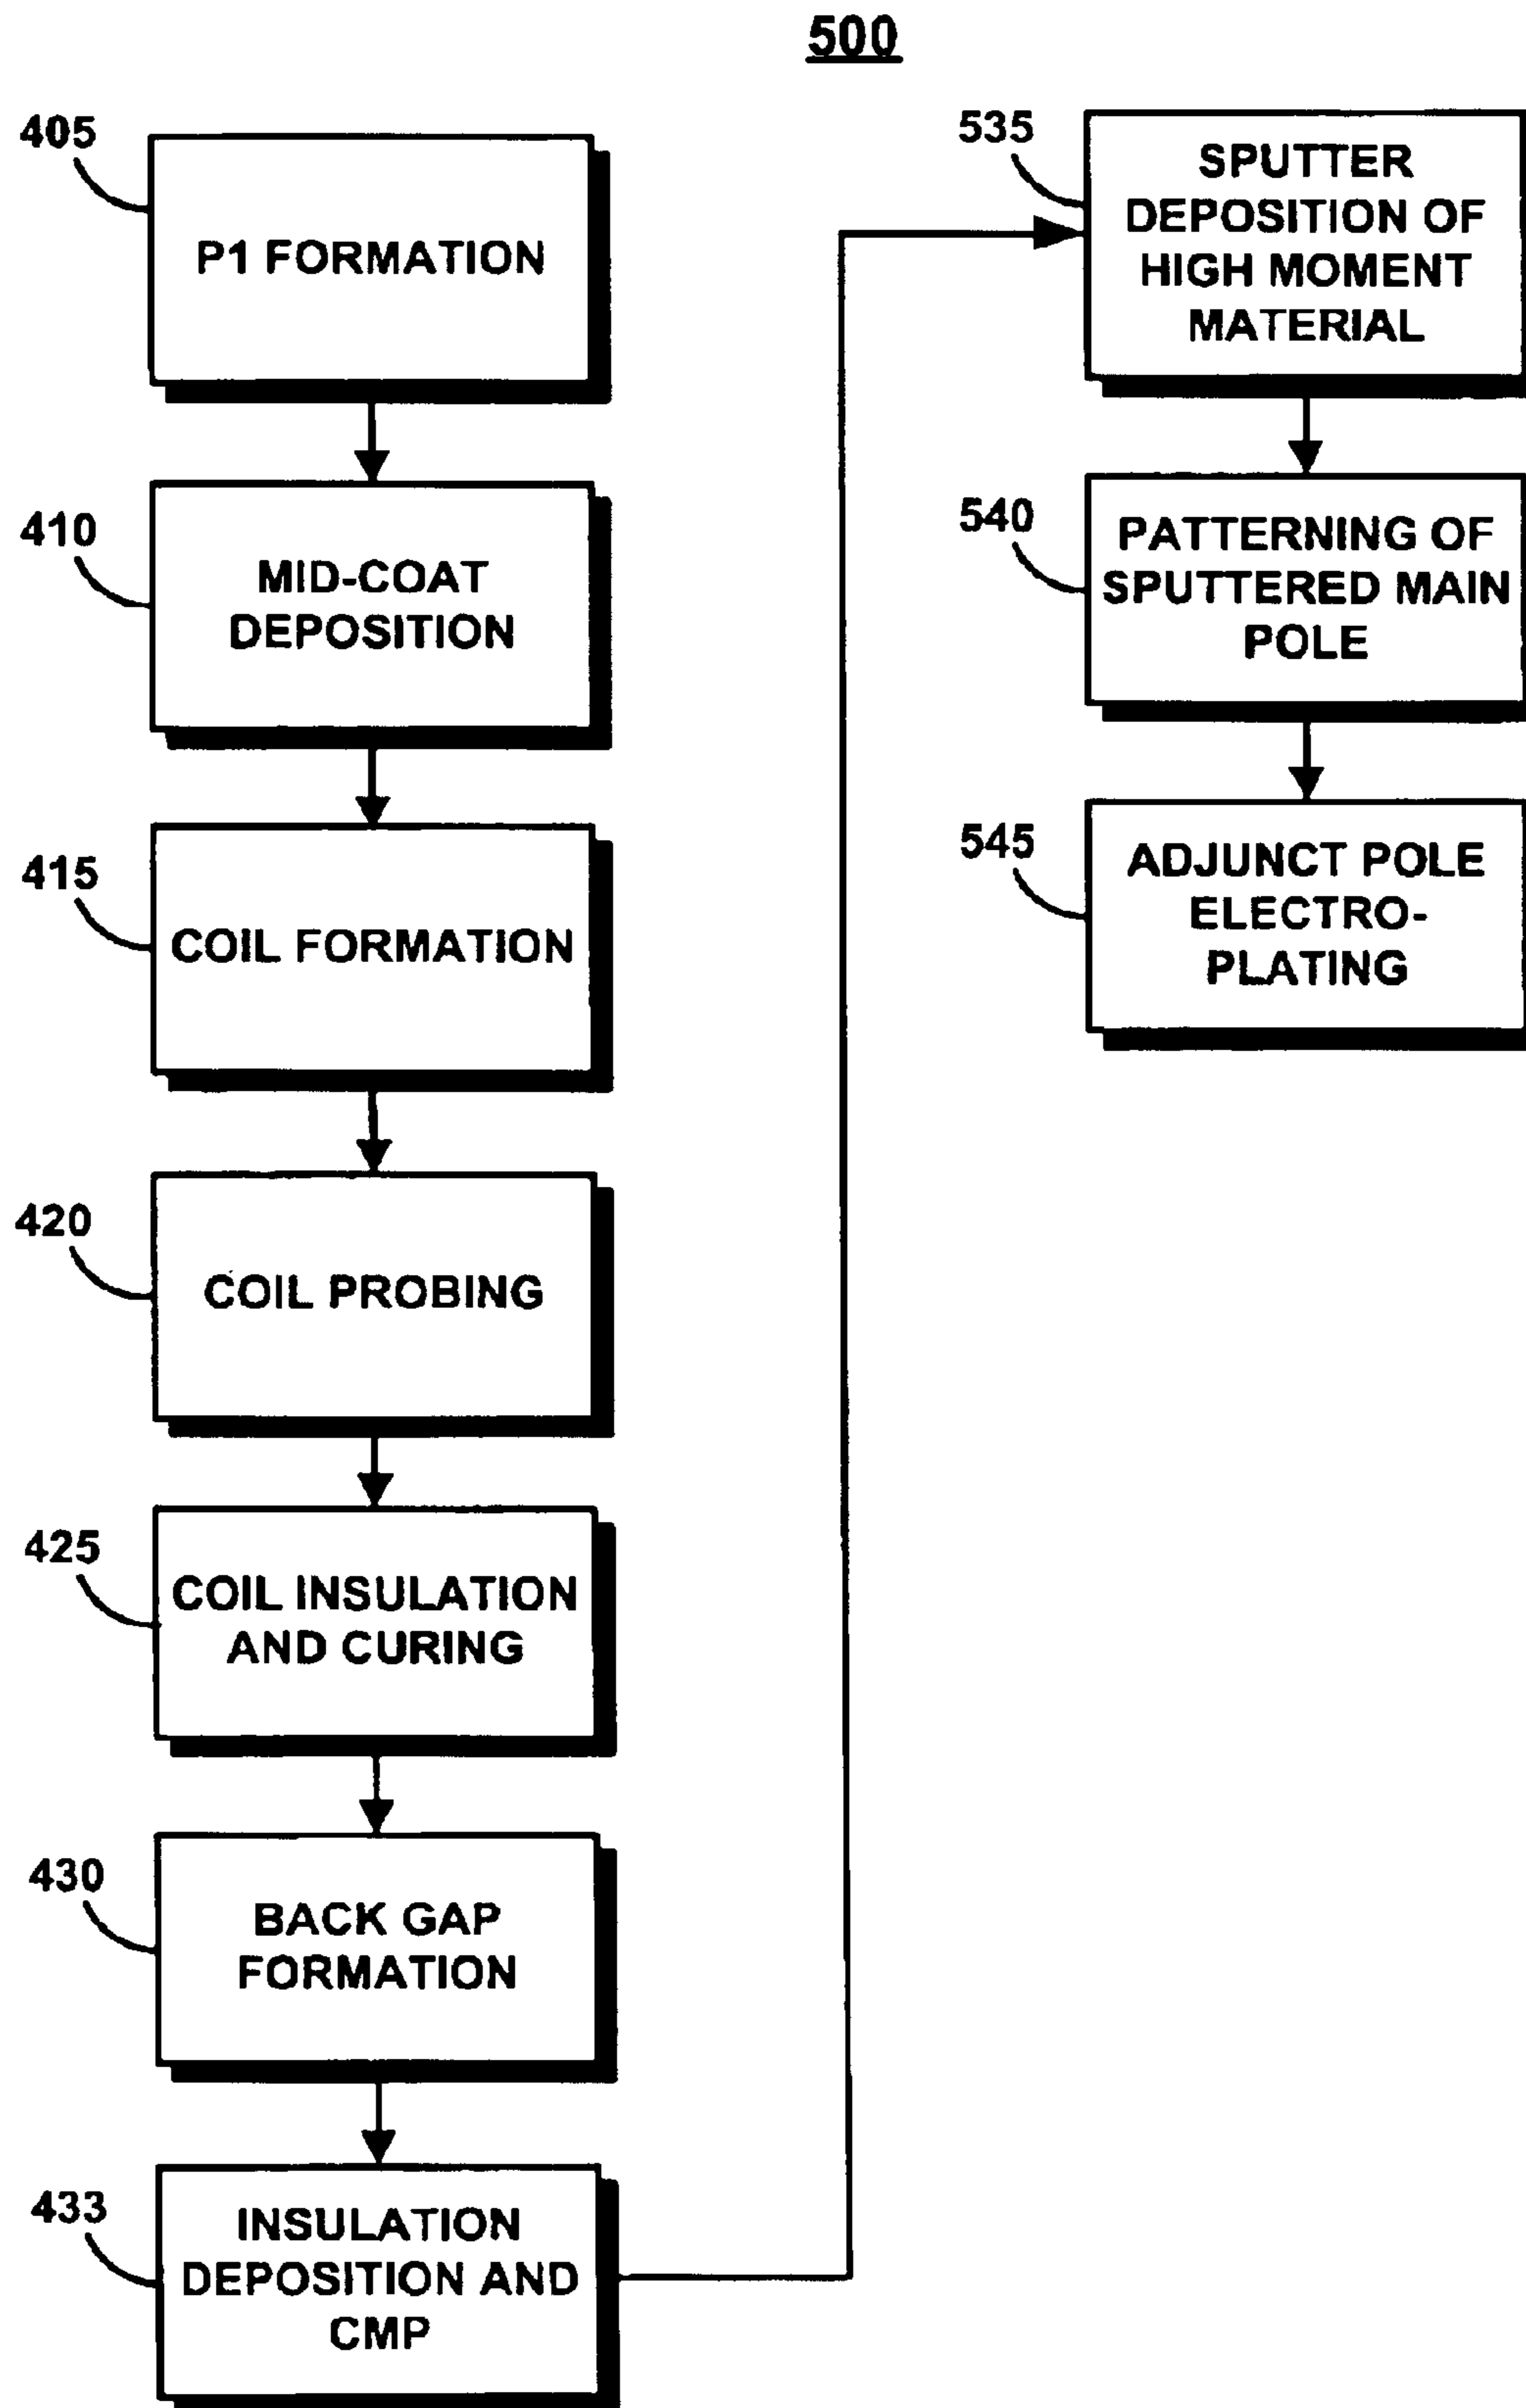 500
405
P1 FORMATION
410
MID-COAT
DEPOSITION
415
COIL FORMATION
420
COIL PROBING
425
COIL INSULATION
AND CURING
430
BACK GAP
FORMATION
433
INSULATION
DEPOSITION AND
CMP
535
SPUTTER
DEPOSITION OF
HIGH MOMENT
MATERIAL
540
PATTERNING OF
SPUTTERED MAIN
POLE
545
ADJUNCT POLE
ELECTRO-
PLATING